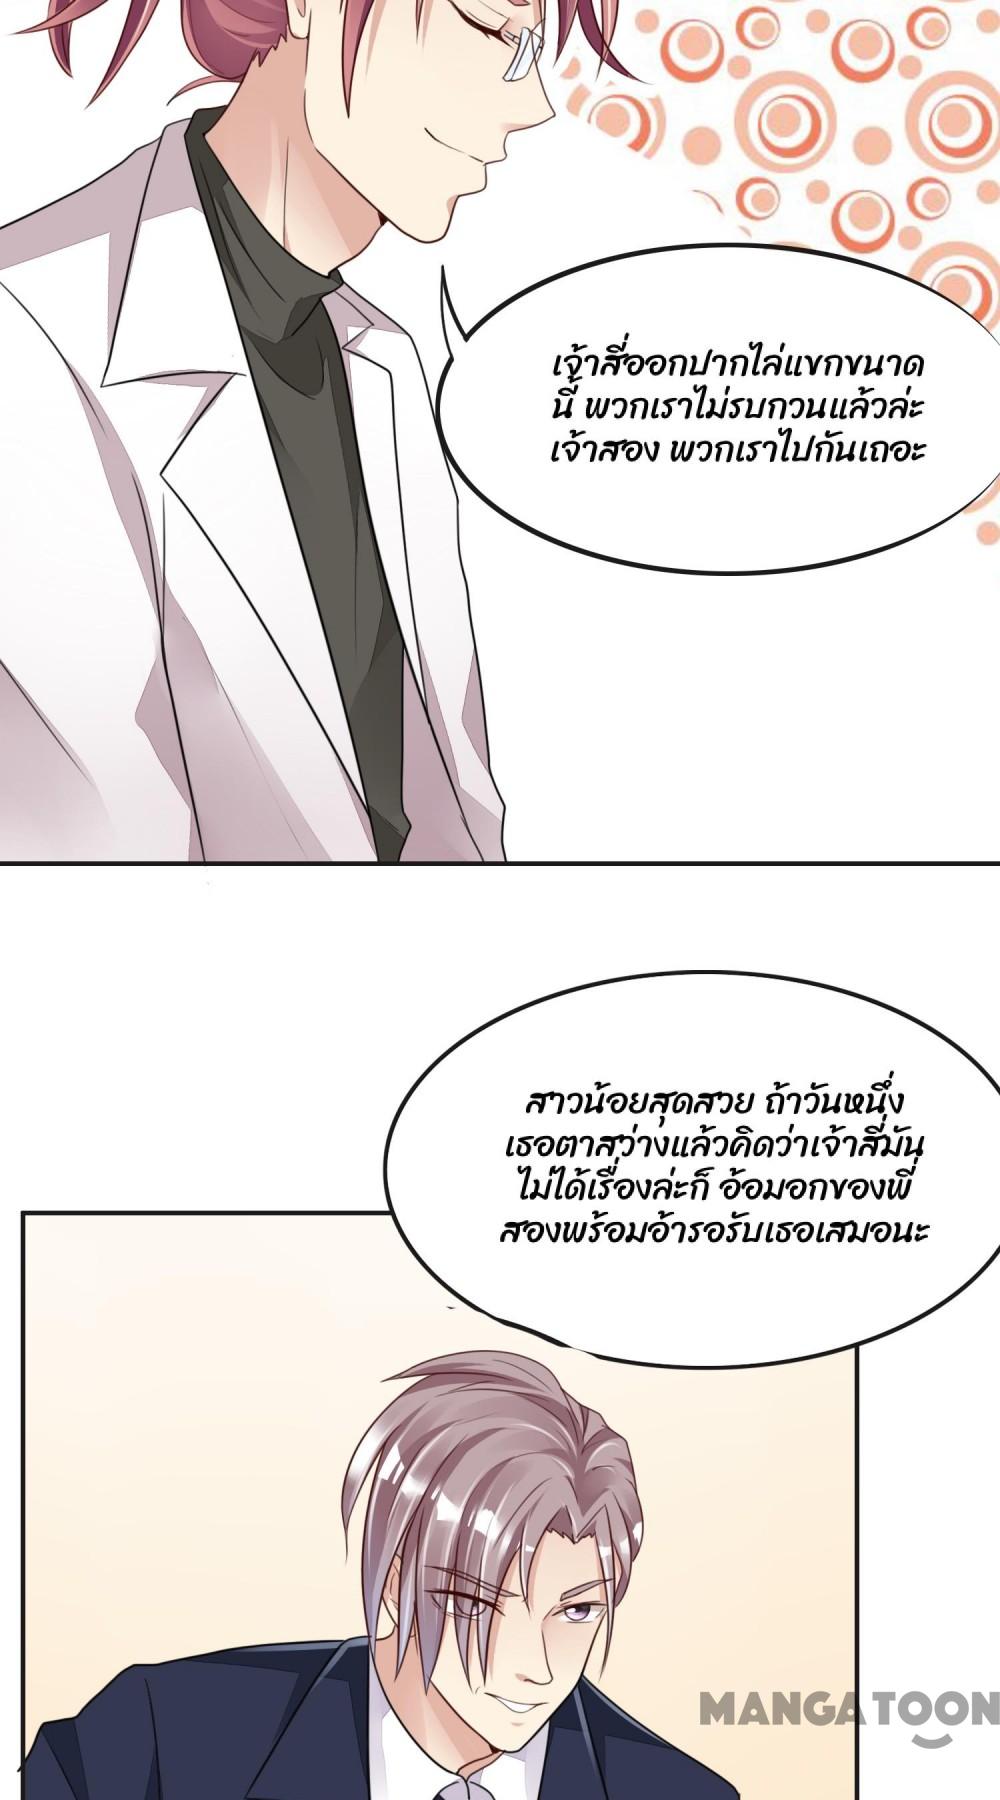 เจ้าสี่ออกปากไล่แขกขนาด
นี้ พวกเราไม่รบกวนแล้วล่ะ
เจ้าสอง พวกเราไปกันเถอะ
สาวน้อยสุดสวย ถ้าวันหนึ่ง
เธอตาสว่างแล้วคิดว่าเจ้าสี่มัน
ไม่ได้เรื่องล่ะก็ อ้อมอกของพี่
สองพร้อมอ้ารอรับเธอเสมอนะ
MANGATOON